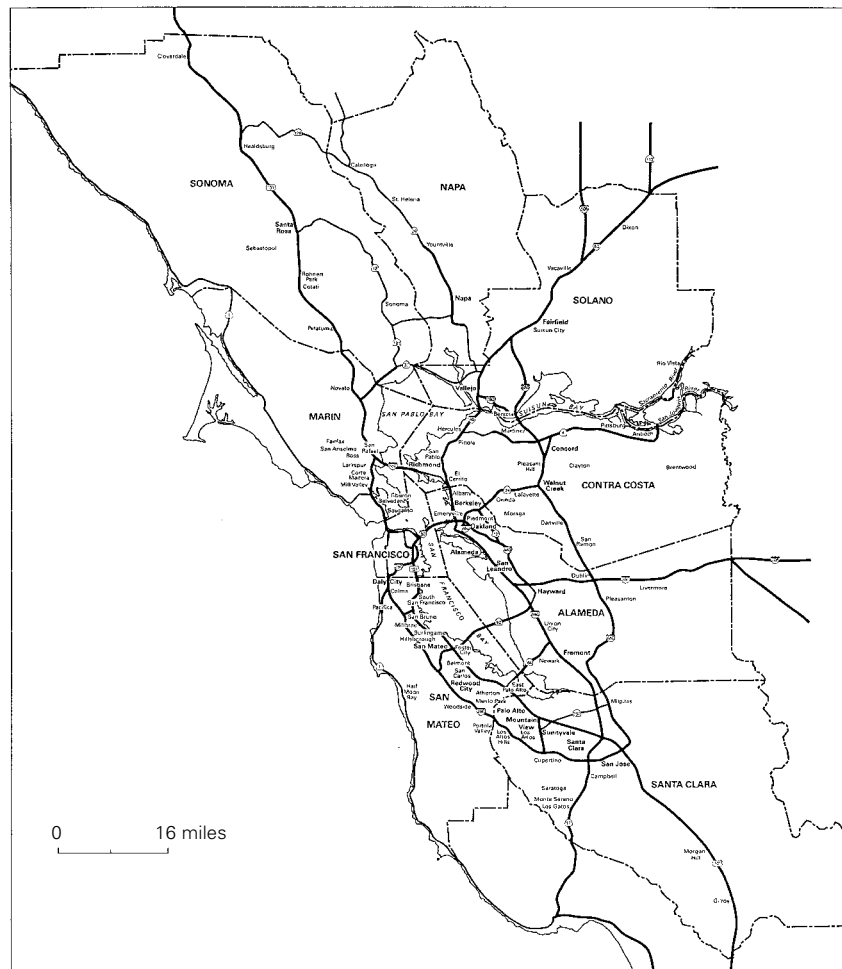 Cloverdale
Healdsburg
Calistoga
SONOMA
NAPA
St. Helena
Santa
Rosa
Yountville
Dixon
Sebastopol
Vacaville
Rohnert
Park
Cotati
Sonoma
Napa
SOLANO
Petaluma
Fairfield
Suisun City
Rio Vista
Novato
Vallejo
Benicia
SUISUN BAY
MARIN
SAN PABLO BAY
Hercules
Martinez
Pittsburg
Antioch
Pinole
Fairfax
San Anselmo
Ross
San
Rafael
San
Pablo
Concord
Richmond
Pleasant
Hill
Clayton
Brentwood
Larkspur
Corte
Madera
Mill Valley
El
Cerrito
Walnut
Creek
CONTRA COSTA
Tiburon
Belvedere
Sausalito
Albany
Berkeley
Orinda
Lafayette
Emeryville
Piedmont
Oakland
Moraga
Danville
SAN FRANCISCO
Alameda
San
Leandro
San
Ramon
SAN FRANCISCO BAY
Daly City
Brisbane
Colma
Dublin
Livermore
South
San Francisco
Hayward
Pleasanton
Pacifica
San Bruno
Millbrae
ALAMEDA
Burlingame
Hillsborough
Union
City
San Mateo
Foster
City
Fremont
Belmont
Newark
San
Carlos
Redwood
City
Half
Moon
Bay
SAN
MATEO
Atherton
Menlo Park
East
Palo Alto
Woodside
Palo Alto
Milpitas
Mountain
View
Portola
Valley
Los
Altos
Hills
Los
Altos
Sunnyvale
Santa
Clara
Cupertino
San Jose
Campbell
SANTA CLARA
Saratoga
Monte Sereno
Los Gatos
0 16 miles
Morgan
Hill
Gilroy